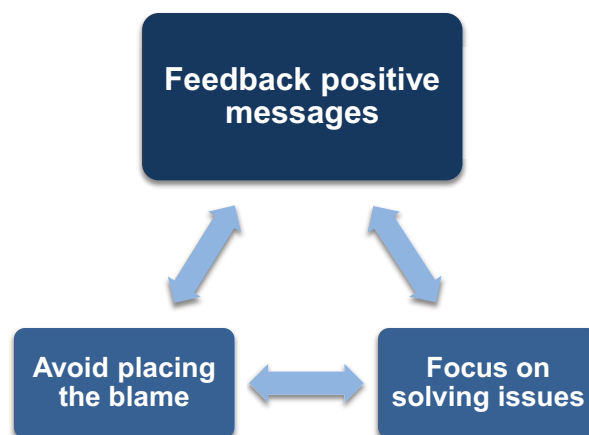 Feedback positive
messages
Avoid placing
the blame
Focus on
solving issues